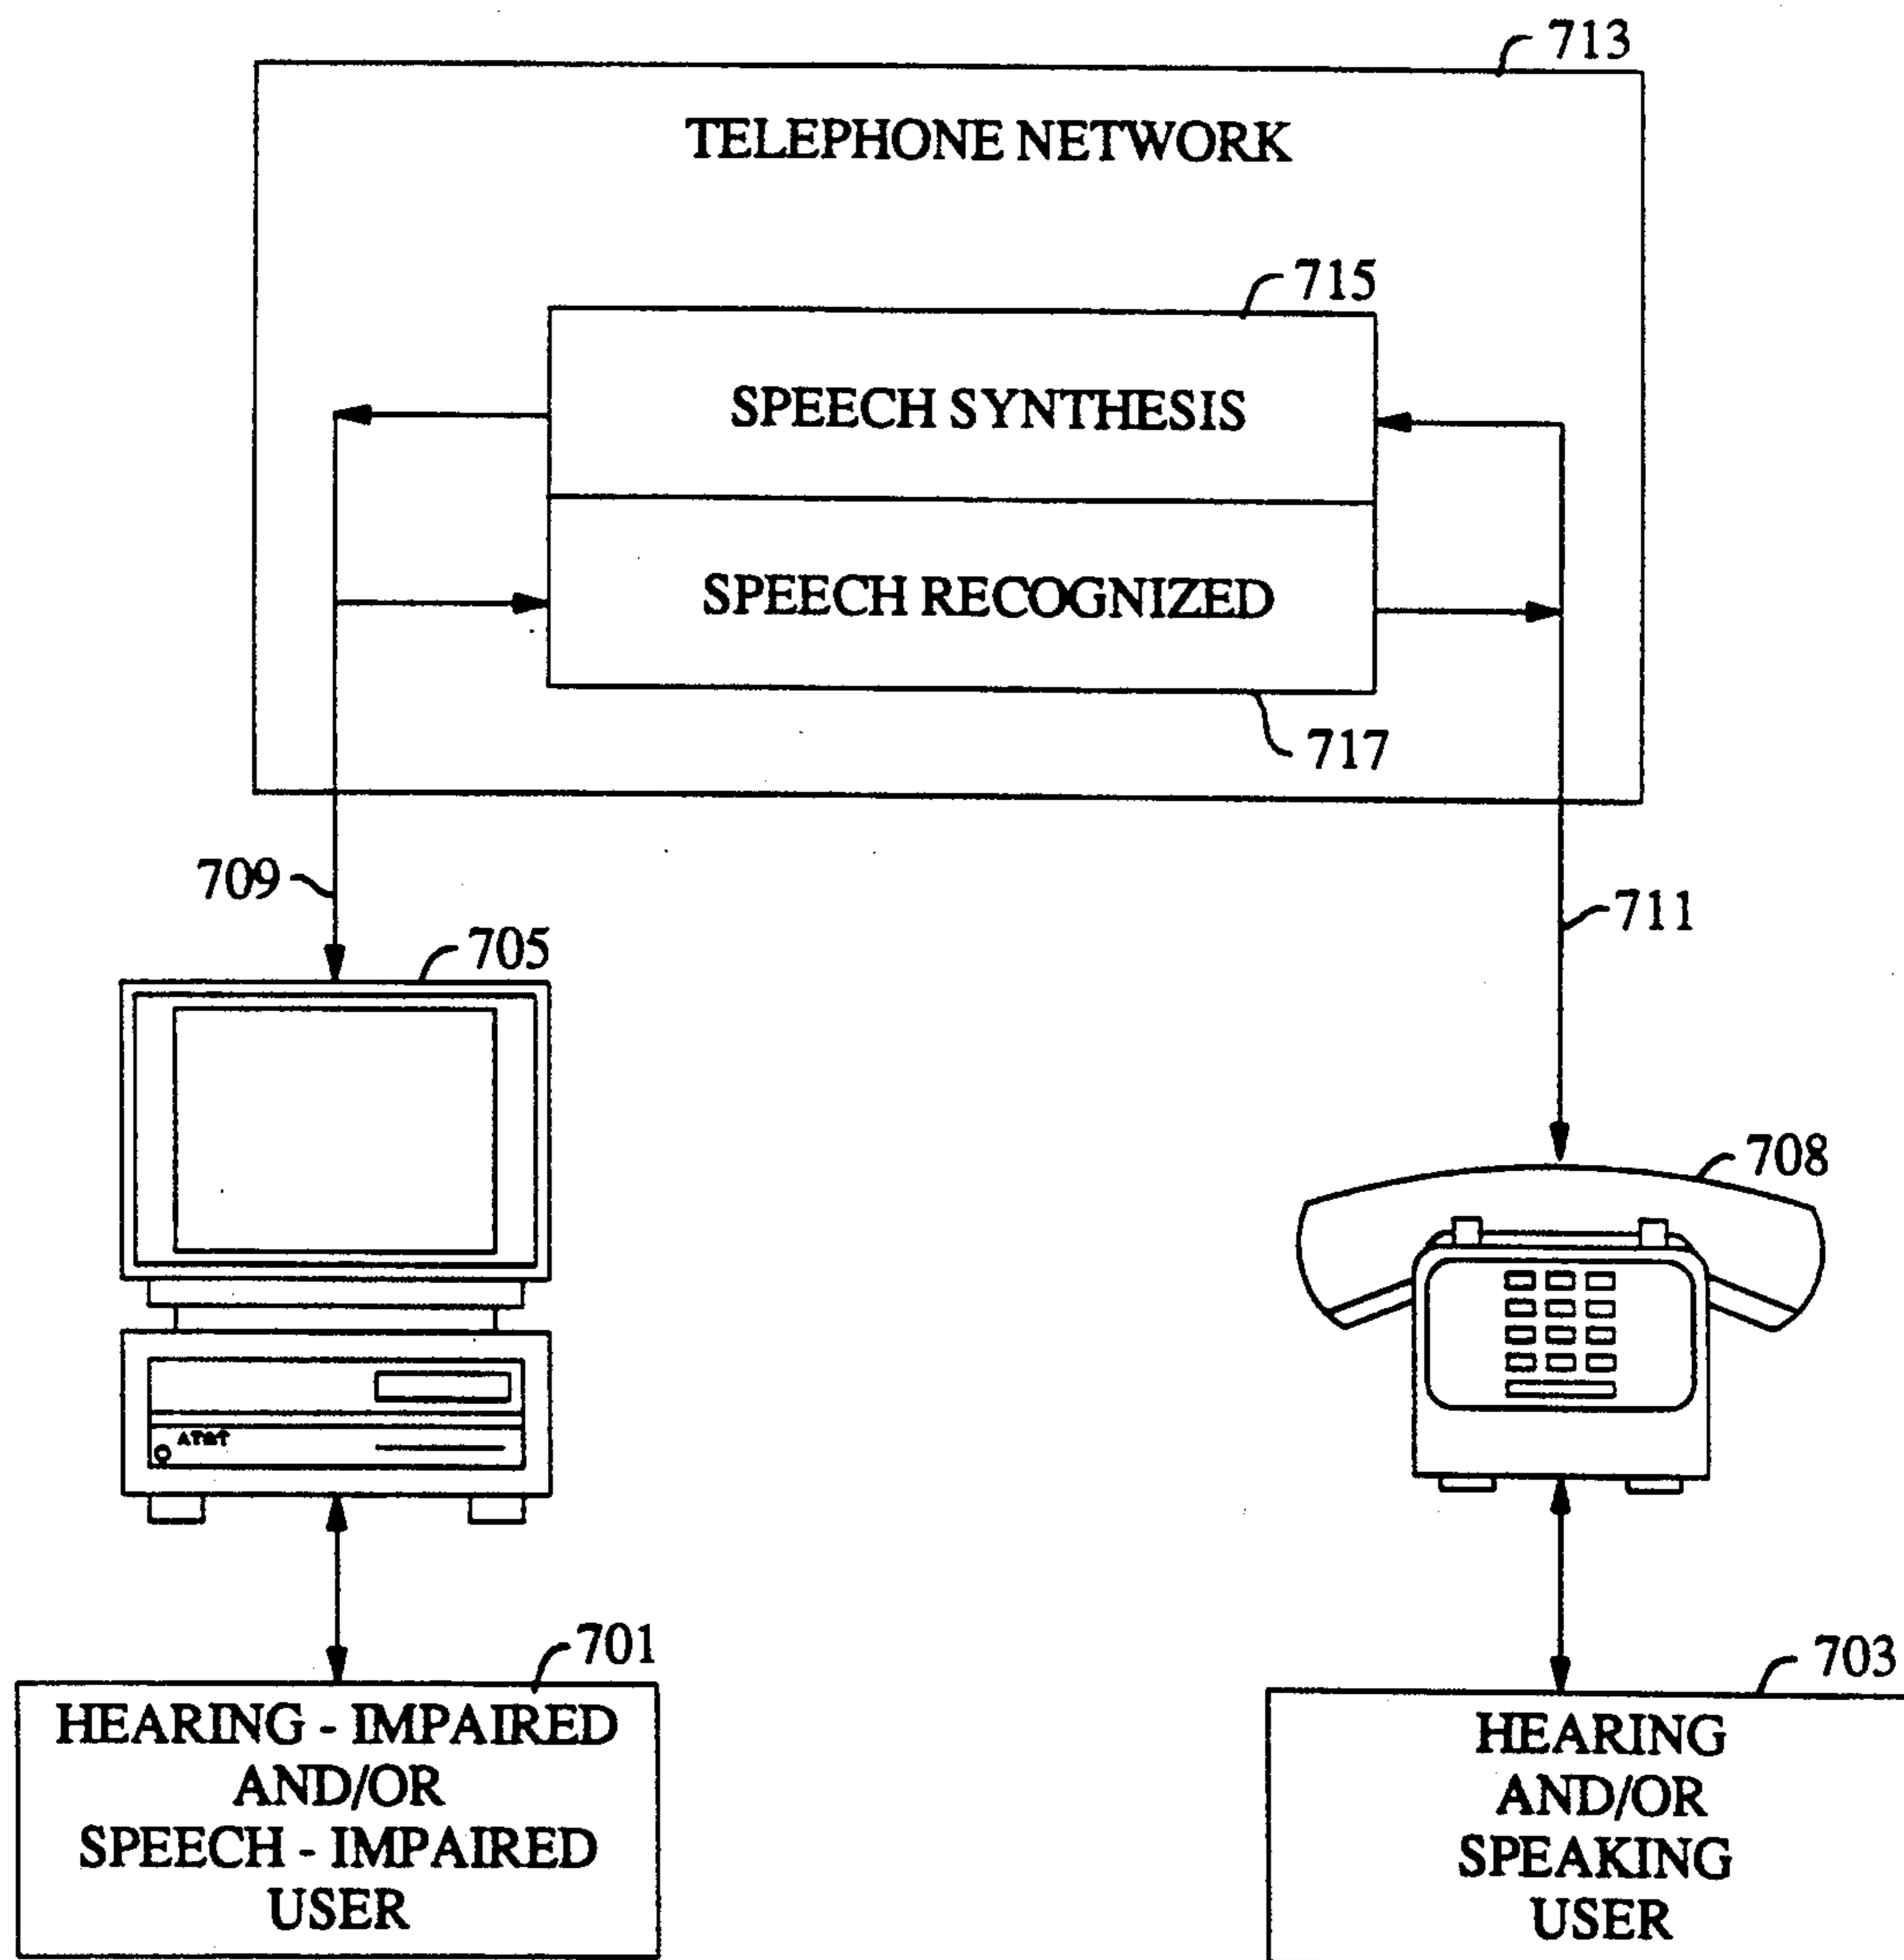 713
TELEPHONE NETWORK
715
SPEECH SYNTHESIS
SPEECH RECOGNIZED
717
709
711
705
708
AT&T
701
HEARING - IMPAIRED
AND/OR
SPEECH - IMPAIRED
USER
703
HEARING
AND/OR
SPEAKING
USER